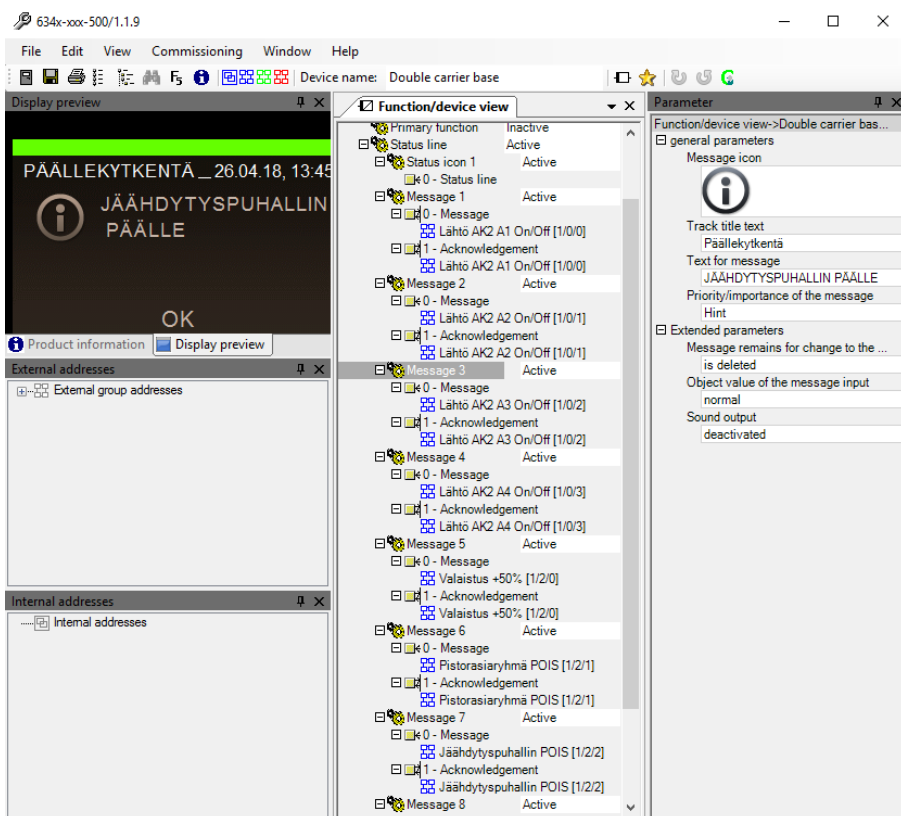 634x-xxx-500/1.1.9
File Edit View Commissioning Window Help
Device name: Double carrier base
Display preview
PÄÄLLEKYTKENTÄ _ 26.04.18, 13:45
JÄÄHDYTYSPUHALLIN
PÄÄLLE
OK
Product information Display preview
External addresses
External group addresses
Internal addresses
Internal addresses
Function/device view
Primary function Inactive
Status line Active
Status icon 1 Active
0 - Status line
Message 1 Active
0 - Message
Lähtö AK2 A1 On/Off [1/0/0]
1 - Acknowledgement
Lähtö AK2 A1 On/Off [1/0/0]
Message 2 Active
0 - Message
Lähtö AK2 A2 On/Off [1/0/1]
1 - Acknowledgement
Lähtö AK2 A2 On/Off [1/0/1]
Message 3 Active
0 - Message
Lähtö AK2 A3 On/Off [1/0/2]
1 - Acknowledgement
Lähtö AK2 A3 On/Off [1/0/2]
Message 4 Active
0 - Message
Lähtö AK2 A4 On/Off [1/0/3]
1 - Acknowledgement
Lähtö AK2 A4 On/Off [1/0/3]
Message 5 Active
0 - Message
Valaistus +50% [1/2/0]
1 - Acknowledgement
Valaistus +50% [1/2/0]
Message 6 Active
0 - Message
Pistorasiaryhmä POIS [1/2/1]
1 - Acknowledgement
Pistorasiaryhmä POIS [1/2/1]
Message 7 Active
0 - Message
Jäähdytyspuhallin POIS [1/2/2]
1 - Acknowledgement
Jäähdytyspuhallin POIS [1/2/2]
Message 8 Active
Parameter
Function/device view->Double carrier bas...
general parameters
Message icon
Track title text
Päällekytkentä
Text for message
JÄÄHDYTYSPUHALLIN PÄÄLLE
Priority/importance of the message
Hint
Extended parameters
Message remains for change to the ...
is deleted
Object value of the message input
normal
Sound output
deactivated